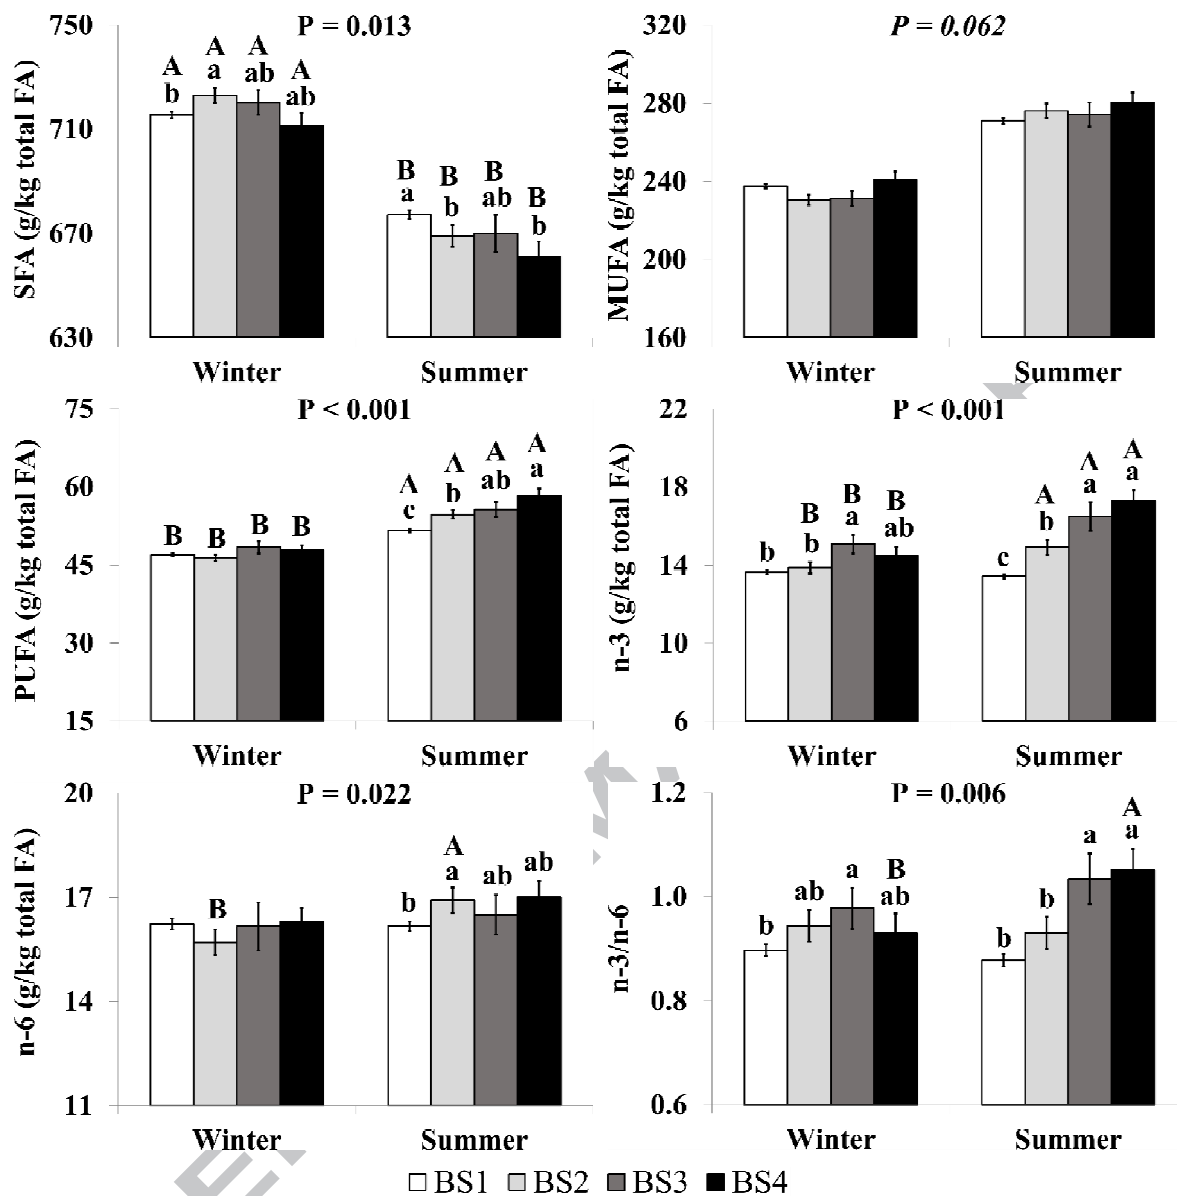 SFA (g/kg total FA)
750
710
670
630
P = 0.013
A A A A
b a ab ab
B B B B
a b ab b
Winter Summer
MUFA (g/kg total FA)
320
280
240
200
160
P = 0.062
Winter Summer
PUFA (g/kg total FA)
75
60
45
30
15
P < 0.001
B B B B
A A A A
c b ab a
Winter Summer
n-3 (g/kg total FA)
22
18
14
10
6
P < 0.001
B B B
b b a ab
A A A
c b a a
Winter Summer
n-6 (g/kg total FA)
20
17
14
11
P = 0.022
B
A
b a ab ab
Winter Summer
n-3/n-6
1.2
1.0
0.8
0.6
P = 0.006
B
b ab a ab
A
b b a a
Winter Summer
BS1 BS2 BS3 BS4